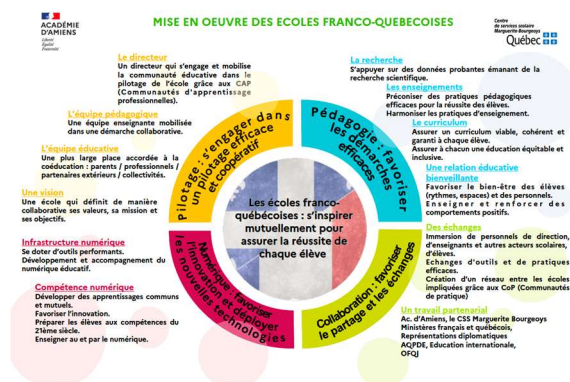 ACADÉMIE
D'AMIENS
Liberté
Égalité
Fraternité
MISE EN OEUVRE DES ECOLES FRANCO-QUEBECOISES
Centre
de services scolaire
Marguerite-Bourgeoys
Québec
Le directeur
Un directeur qui s'engage et mobilise
la communauté éducative dans le
pilotage de l'école grâce aux CAP
(Communautés d'apprentissage
professionnelles).
L'équipe pédagogique
Une équipe enseignante mobilisée
dans une démarche collaborative.
L'équipe éducative
Une plus large place accordée à la
coéducation : parents / professionnels /
partenaires extérieurs / collectivités.
Une vision
Une école qui définit de manière
collaborative ses valeurs, sa mission et
ses objectifs.
Infrastructure numérique
Se doter d'outils performants.
Développement et accompagnement du
numérique éducatif.
Compétence numérique
Développer des apprentissages communs
et mutuels.
Favoriser l'innovation.
Préparer les élèves aux compétences du
21ème siècle.
Enseigner au et par le numérique.
Pilotage : s'engager dans
un pilotage efficace
et coopératif
Pédagogie : favoriser
les démarches
efficaces
Les écoles franco-
québécoises : s'inspirer
mutuellement pour
assurer la réussite de
chaque élève
Numérique : Favoriser
l'innovation et déployer
les nouvelles technologies
Collaboration : favoriser
le partage et les échanges
La recherche
S'appuyer sur des données probantes émanant de la
recherche scientifique.
Les enseignements
Préconiser des pratiques pédagogiques
efficaces pour la réussite des élèves.
Harmoniser les pratiques d'enseignement.
Le curriculum
Assurer un curriculum viable, cohérent et
garanti à chaque élève.
Assurer à chacun une éducation équitable et
inclusive.
Une relation éducative
bienveillante
Favoriser le bien-être des élèves
(rythmes, espaces) et des personnels.
Enseigner et renforcer des
comportements positifs.
Des échanges
Immersion de personnels de direction,
d'enseignants et autres acteurs scolaires,
d'élèves.
Echanges d'outils et de pratiques
efficaces.
Création d'un réseau entre les écoles
impliquées grâce aux CoP (Communautés
de pratique)
Un travail partenarial
Ac. d'Amiens, le CSS Marguerite Bourgeoys
Ministères français et québécois,
Représentations diplomatiques
AQPDE, Education internationale,
OFQJ